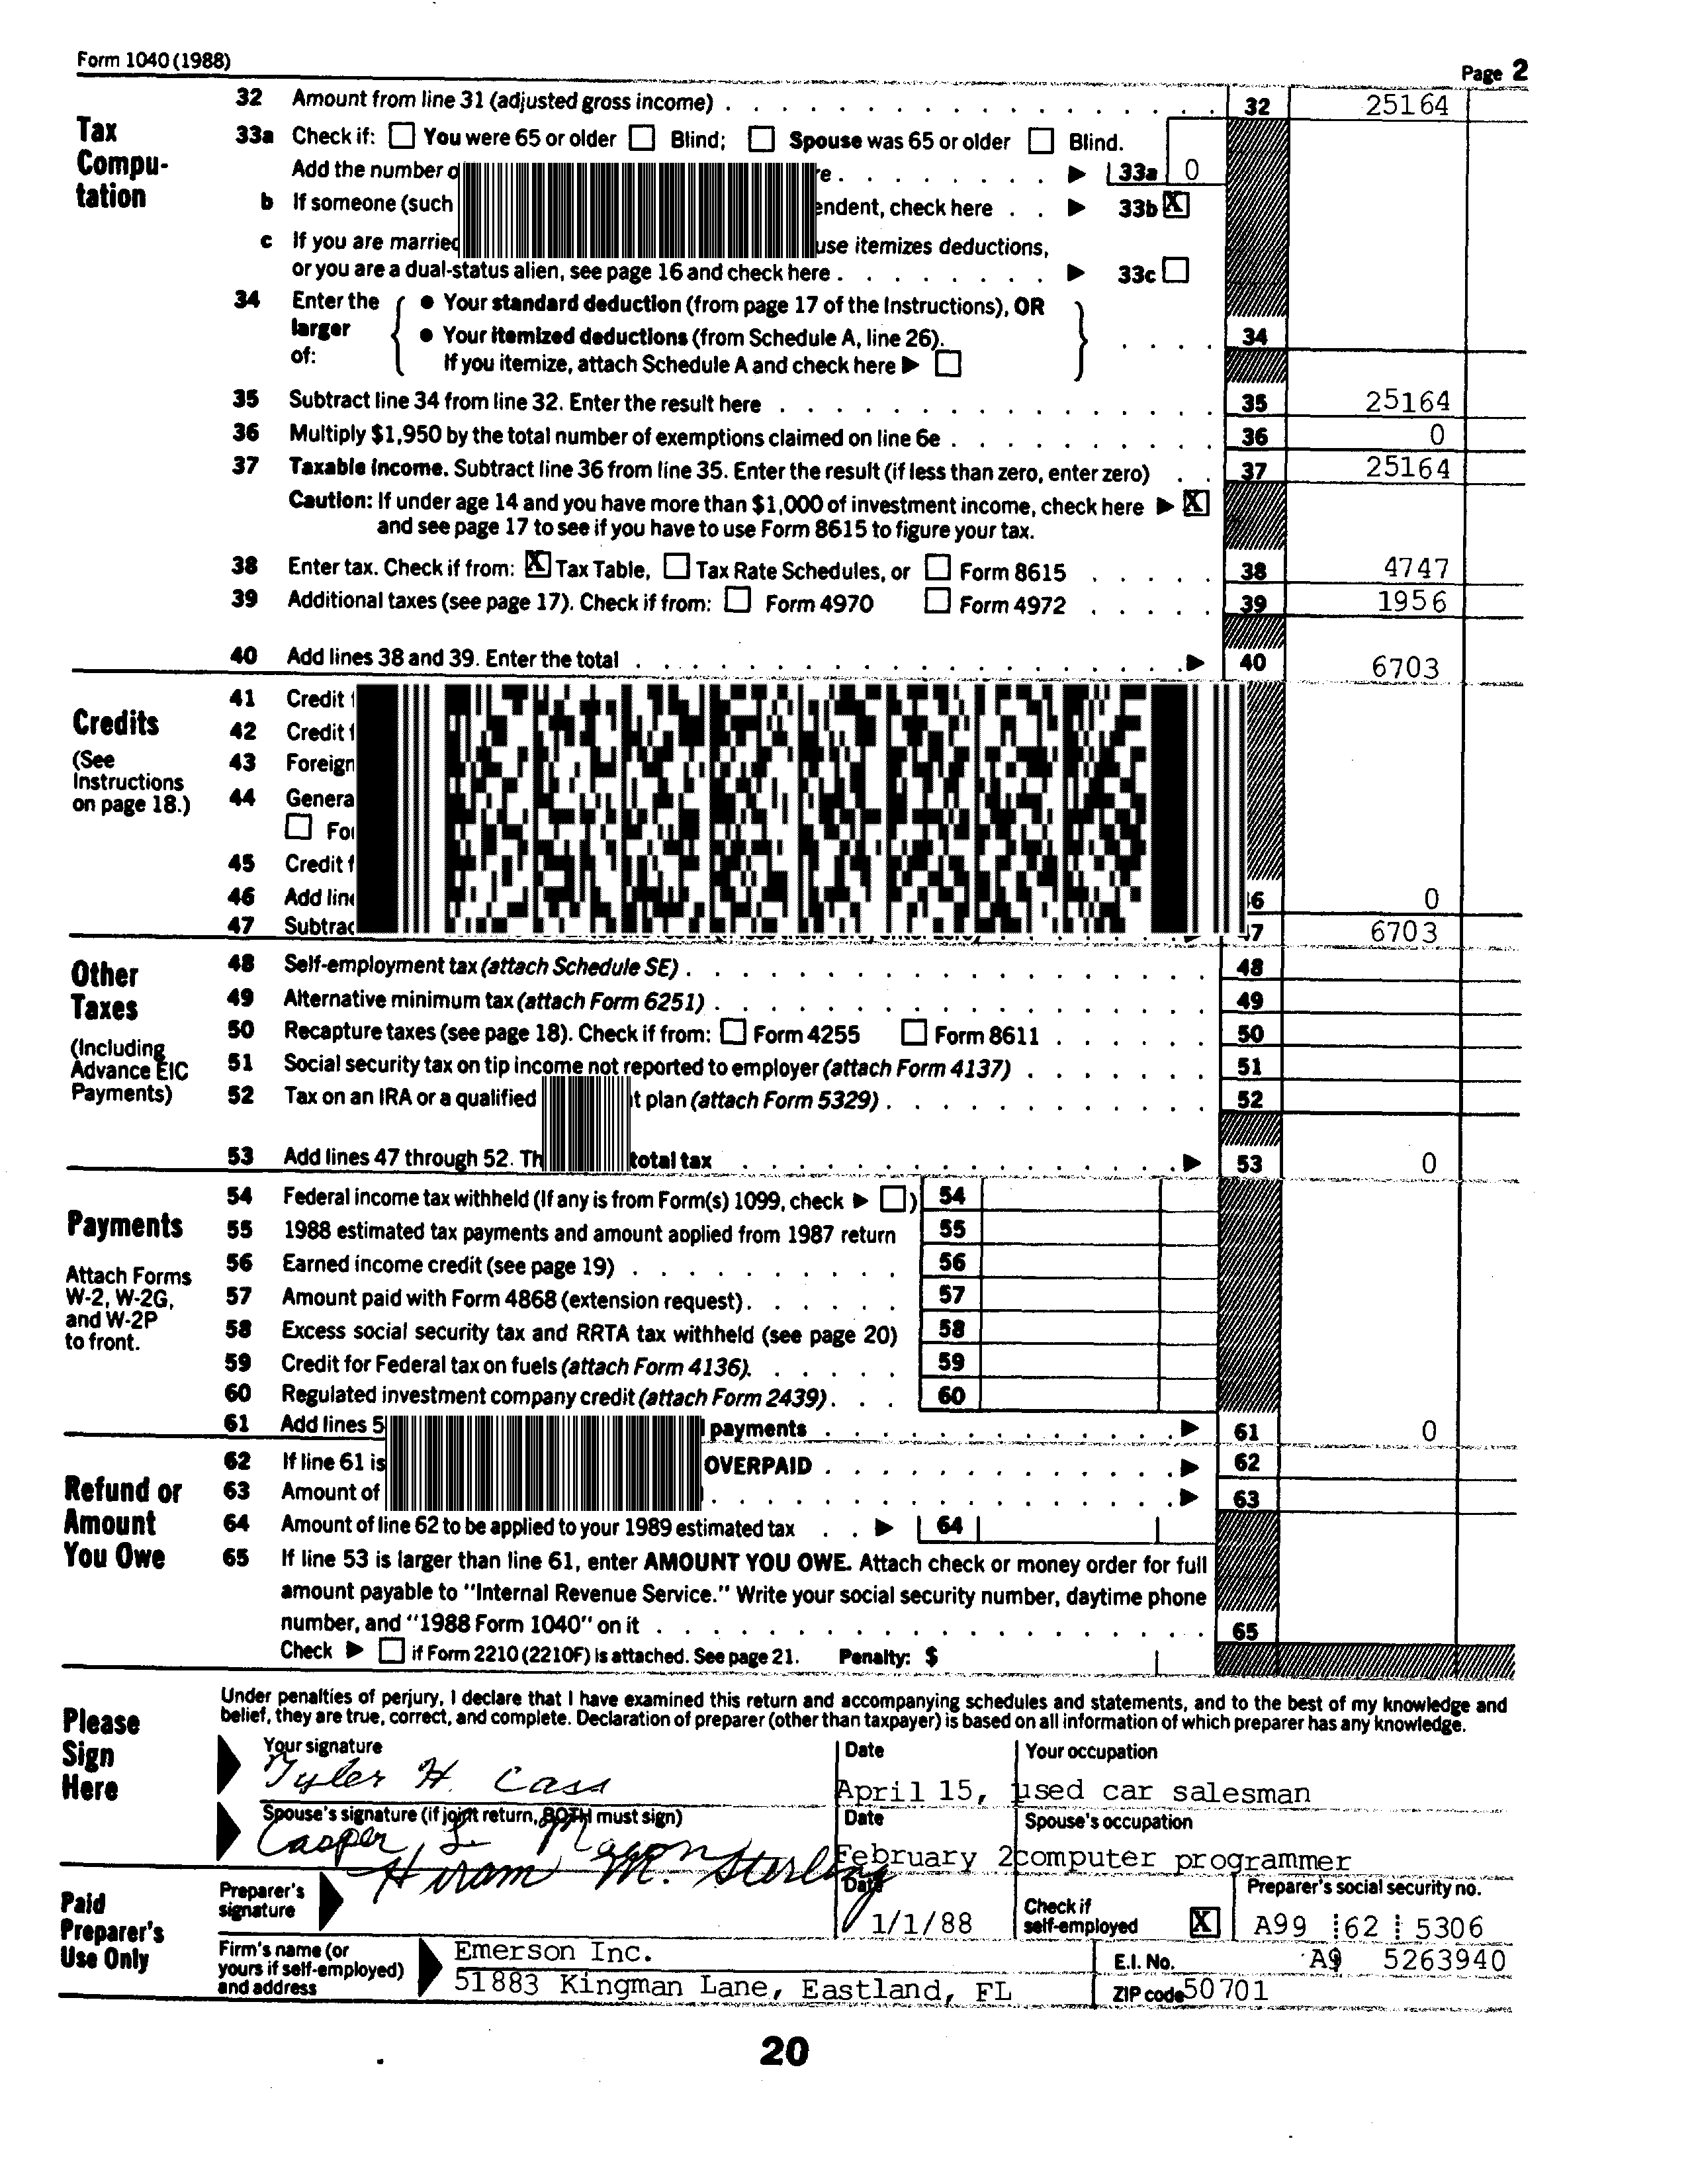 Form 1040 (1988)
Page 2
Tax Compu-tation
32 Amount from line 31 (adjusted gross income) . . . 32 25164
33a Check if: You were 65 or older Blind; Spouse was 65 or older Blind.
Add the number re . . . 33a 0
b If someone (such endent, check here . . 33b X
c If you are married use itemizes deductions,
or you are a dual-status alien, see page 16 and check here . . . 33c
34 Enter the larger of:
• Your standard deduction (from page 17 of the Instructions), OR
• Your itemized deductions (from Schedule A, line 26).
If you itemize, attach Schedule A and check here
34
35 Subtract line 34 from line 32. Enter the result here . . . 35 25164
36 Multiply $1,950 by the total number of exemptions claimed on line 6e . . . 36 0
37 Taxable income. Subtract line 36 from line 35. Enter the result (if less than zero, enter zero) . . 37 25164
Caution: If under age 14 and you have more than $1,000 of investment income, check here ▶ X
and see page 17 to see if you have to use Form 8615 to figure your tax.
38 Enter tax. Check if from: X Tax Table, Tax Rate Schedules, or Form 8615 . . . 38 4747
39 Additional taxes (see page 17). Check if from: Form 4970 Form 4972 . . . 39 1956
40 Add lines 38 and 39. Enter the total . . . 40 6703
Credits
(See Instructions on page 18.)
41 Credit
42 Credit
43 Foreign
44 Genera
Fo
45 Credit f
46 Add line 46 0
47 Subtrac 47 6703
Other Taxes
(Including Advance EIC Payments)
48 Self-employment tax (attach Schedule SE) . . . 48
49 Alternative minimum tax (attach Form 6251) . . . 49
50 Recapture taxes (see page 18). Check if from: Form 4255 Form 8611 . . . 50
51 Social security tax on tip income not reported to employer (attach Form 4137) . . . 51
52 Tax on an IRA or a qualified t plan (attach Form 5329) . . . 52
53 Add lines 47 through 52. Th total tax . . . 53 0
Payments
Attach Forms W-2, W-2G, and W-2P to front.
54 Federal income tax withheld (If any is from Form(s) 1099, check ▶ ) 54
55 1988 estimated tax payments and amount applied from 1987 return 55
56 Earned income credit (see page 19) . . . 56
57 Amount paid with Form 4868 (extension request) . . . 57
58 Excess social security tax and RRTA tax withheld (see page 20) 58
59 Credit for Federal tax on fuels (attach Form 4136). . . . 59
60 Regulated investment company credit (attach Form 2439) . . . 60
61 Add lines 5 payments . . . 61 0
Refund or Amount You Owe
62 If line 61 is OVERPAID . . . 62
63 Amount of . . . 63
64 Amount of line 62 to be applied to your 1989 estimated tax . . ▶ 64
65 If line 53 is larger than line 61, enter AMOUNT YOU OWE. Attach check or money order for full
amount payable to "Internal Revenue Service." Write your social security number, daytime phone
number, and "1988 Form 1040" on it . . . 65
Check ▶ if Form 2210 (2210F) is attached. See page 21. Penalty: $
Please Sign Here
Under penalties of perjury, I declare that I have examined this return and accompanying schedules and statements, and to the best of my knowledge and
belief, they are true, correct, and complete. Declaration of preparer (other than taxpayer) is based on all information of which preparer has any knowledge.
Your signature Date Your occupation
Tyler H. Cass April 15, used car salesman
Spouse's signature (if joint return, BOTH must sign) Date Spouse's occupation
Casper L. Mason February 2 computer programmer
Paid Preparer's Use Only
Preparer's signature Hiram M. Sterling Date 1/1/88 Check if self-employed X Preparer's social security no. A99 62 5306
Firm's name (or yours if self-employed) and address
Emerson Inc. E.I. No. A9 5263940
51883 Kingman Lane, Eastland, FL ZIP code 50701
20